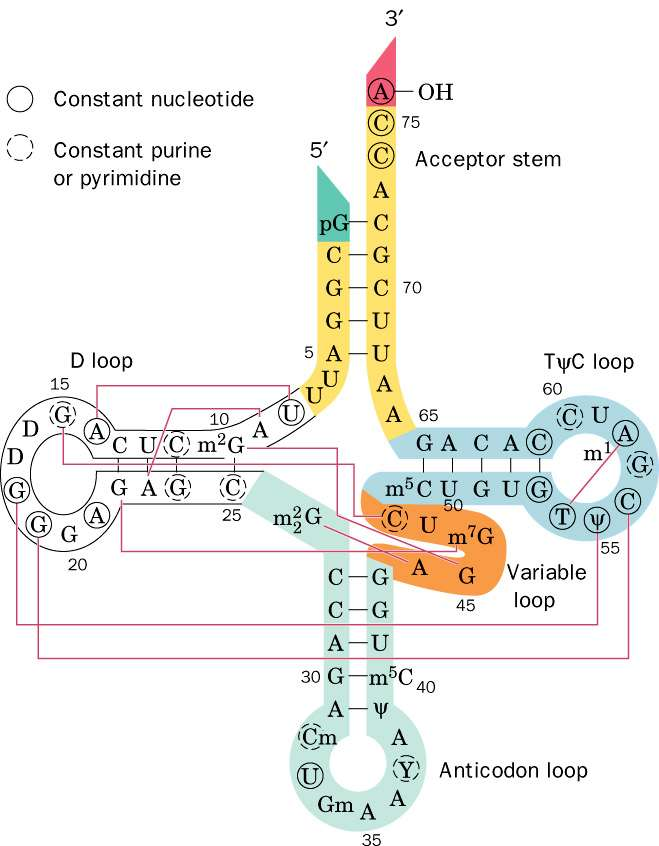 3′
A OH
Constant nucleotide
C 75
Constant purine
or pyrimidine
5′
C
Acceptor stem
A
pG C
C G
G C 70
G U
5 A U
U A
U A
D loop
TψC loop
15
60
D G A C U C m²G 10 A U
65 G A C A C C U A
m¹
D
G
G
G
G
A
G A G C
m⁵C U G U G T ψ C
20
25
50
55
m²₂G
C U m⁷G
A G
45
Variable
loop
C G
C G
A U
30 G m⁵C 40
A ψ
Cm A
U Y
Gm A A
Anticodon loop
35